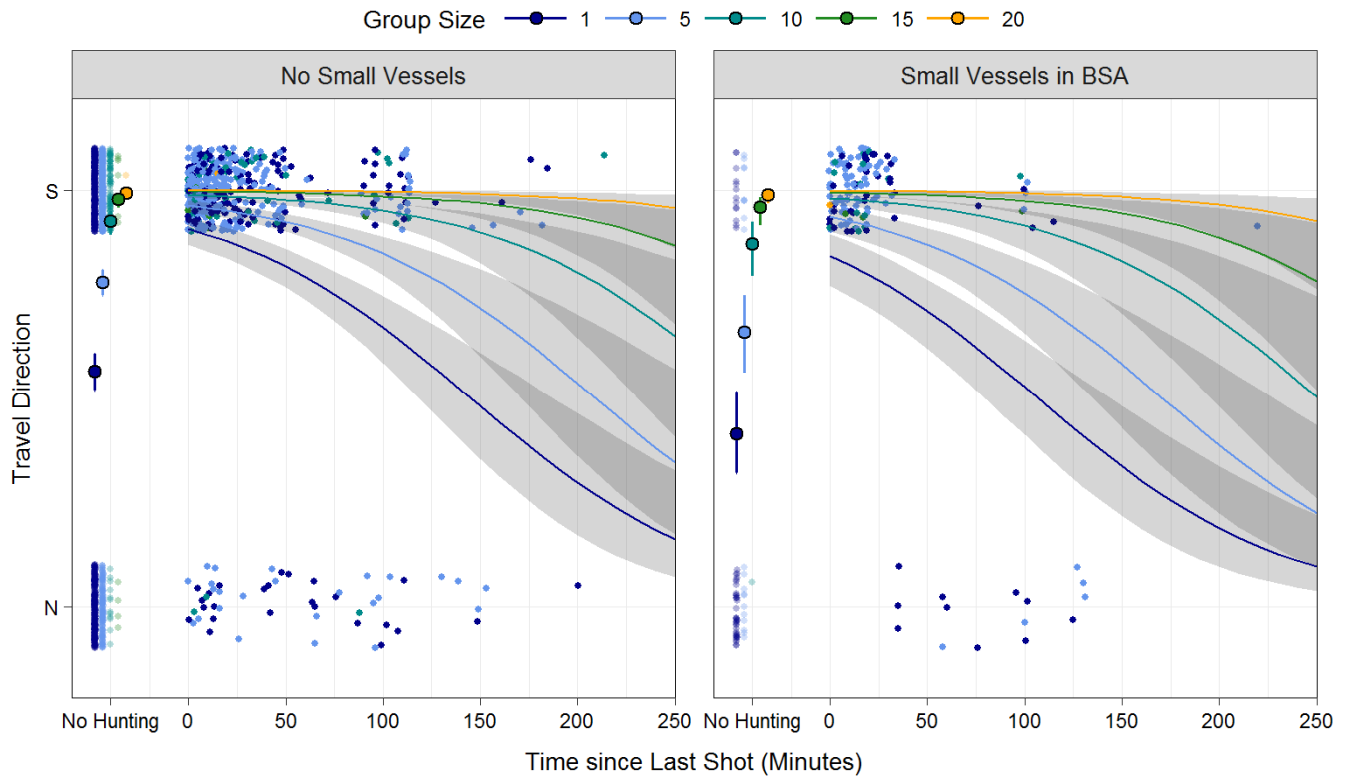 Group Size 1 5 10 15 20
No Small Vessels
Small Vessels in BSA
Travel Direction
S
N
No Hunting 0 50 100 150 200 250
No Hunting 0 50 100 150 200 250
Time since Last Shot (Minutes)